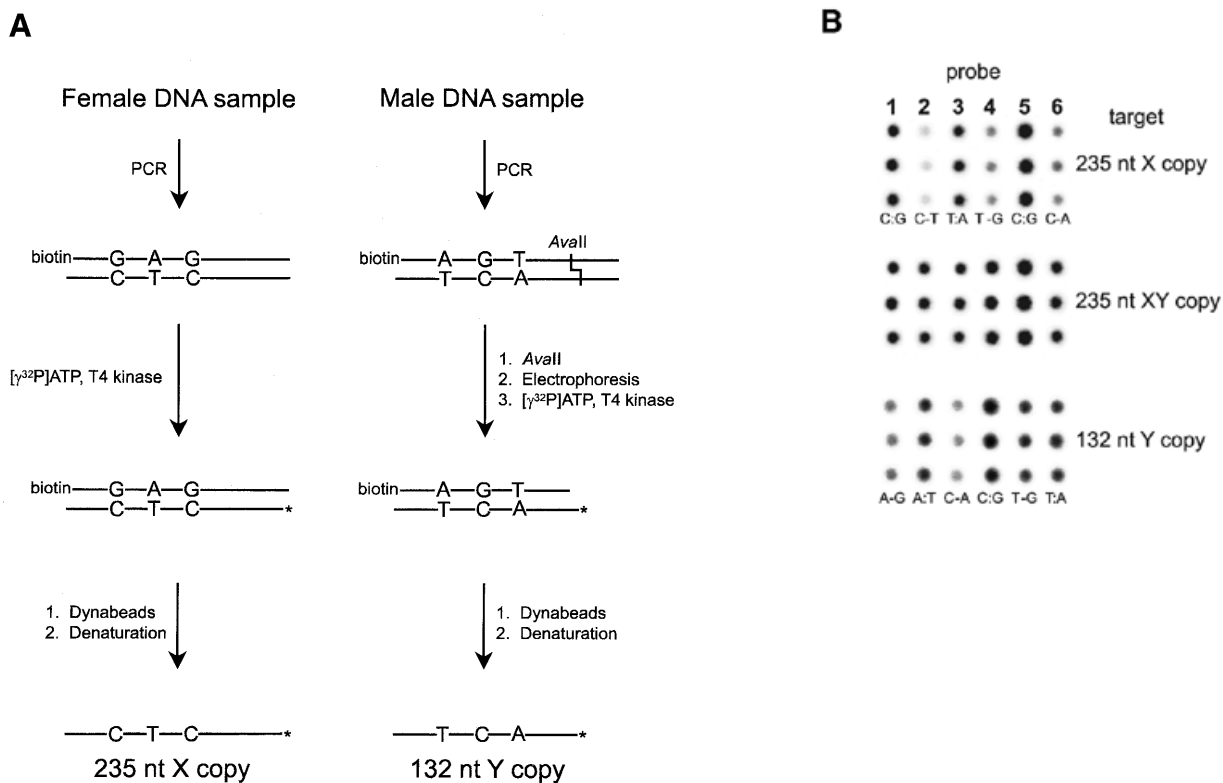 A
Female DNA sample
Male DNA sample
PCR
PCR
biotin G A G
C T C
biotin A G T
AvaII
T C A
[γ32P]ATP, T4 kinase
1. AvaII
2. Electrophoresis
3. [γ32P]ATP, T4 kinase
biotin G A G
C T C *
biotin A G T
T C A *
1. Dynabeads
2. Denaturation
1. Dynabeads
2. Denaturation
C T C *
T C A *
235 nt X copy
132 nt Y copy
B
probe
1 2 3 4 5 6
target
235 nt X copy
C:G C-T T:A T-G C:G C-A
235 nt XY copy
132 nt Y copy
A-G A:T C-A C:G T-G T:A